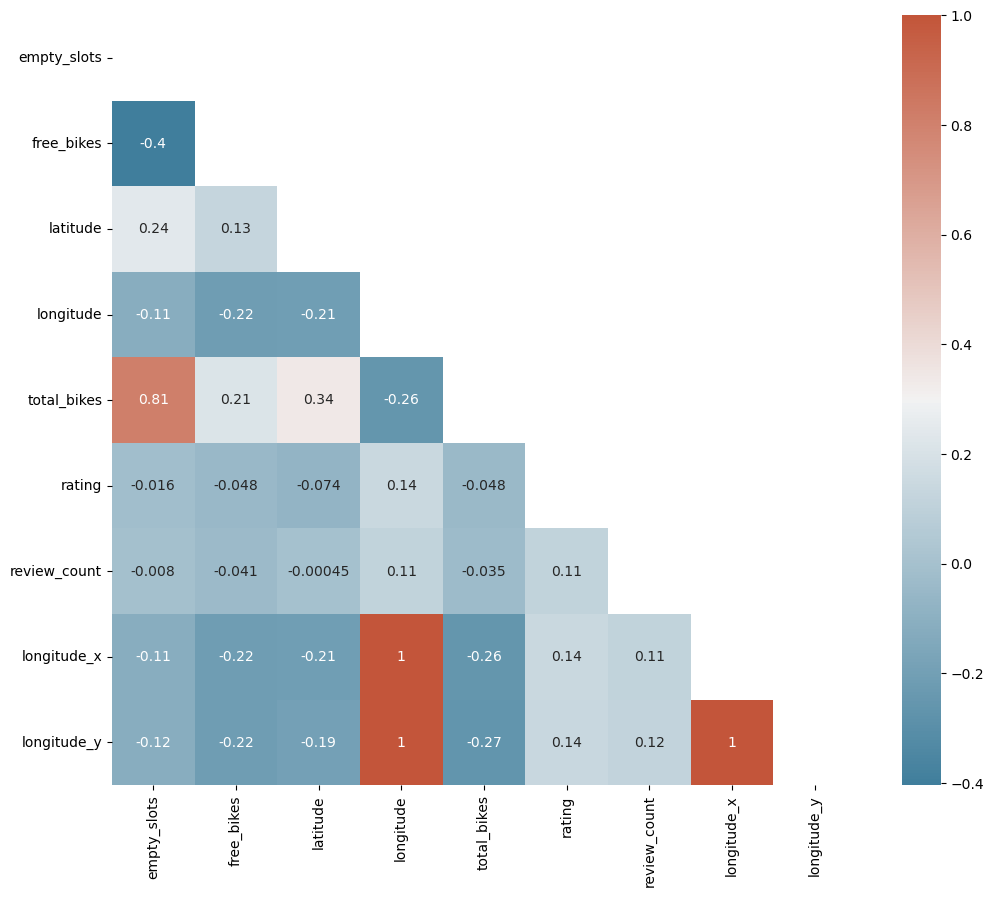 1.0
empty_slots
0.8
free_bikes -0.4
latitude 0.24 0.13
0.6
longitude -0.11 -0.22 -0.21
0.4
total_bikes 0.81 0.21 0.34 -0.26
0.2
rating -0.016 -0.048 -0.074 0.14 -0.048
0.0
review_count -0.008 -0.041 -0.00045 0.11 -0.035 0.11
longitude_x -0.11 -0.22 -0.21 1 -0.26 0.14 0.11
−0.2
longitude_y -0.12 -0.22 -0.19 1 -0.27 0.14 0.12 1
−0.4
empty_slots
free_bikes
latitude
longitude
total_bikes
rating
review_count
longitude_x
longitude_y